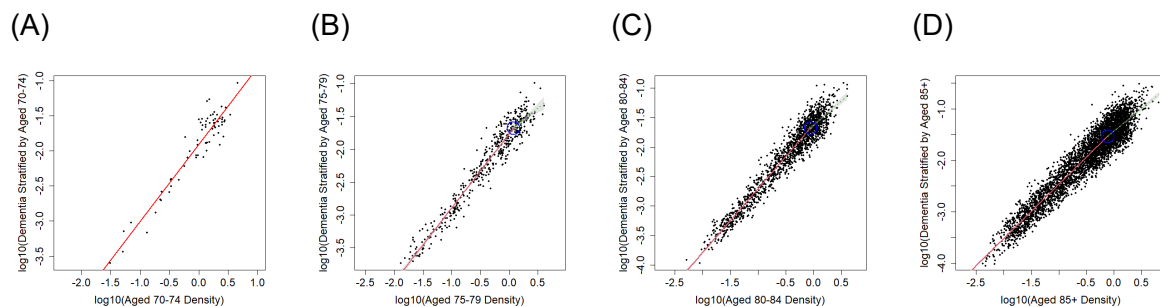 (A)
(B)
(C)
(D)
log10(Dementia Stratified by Aged 70-74)
-1.0
-1.5
-2.0
-2.5
-3.0
-3.5
-1.5 -1.0 -0.5 0.0 0.5 1.0
log10(Aged 70-74 Density)
log10(Dementia Stratified by Aged 75-79)
-1.0
-1.5
-2.0
-2.5
-3.0
-3.5
-2.0 -1.5 -1.0 -0.5 0.0 0.5
log10(Aged 75-79 Density)
log10(Dementia Stratified by Aged 80-84)
-1.0
-1.5
-2.0
-2.5
-3.0
-3.5
-4.0
-2.5 -2.0 -1.5 -1.0 -0.5 0.0 0.5
log10(Aged 80-84 Density)
log10(Dementia Stratified by Aged 85+)
-1.0
-2.0
-3.0
-4.0
-2.5 -1.5 -0.5 0.5
log10(Aged 85+ Density)